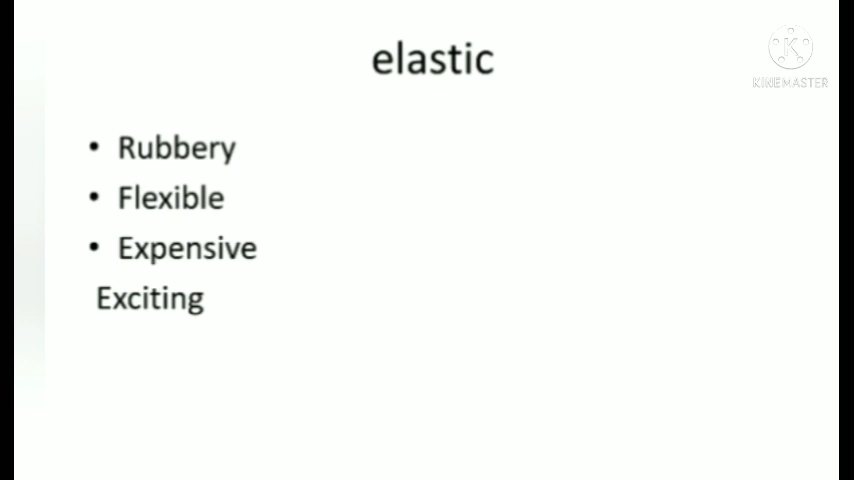 elastic
KINEMASTER
• Rubbery
• Flexible
• Expensive
Exciting